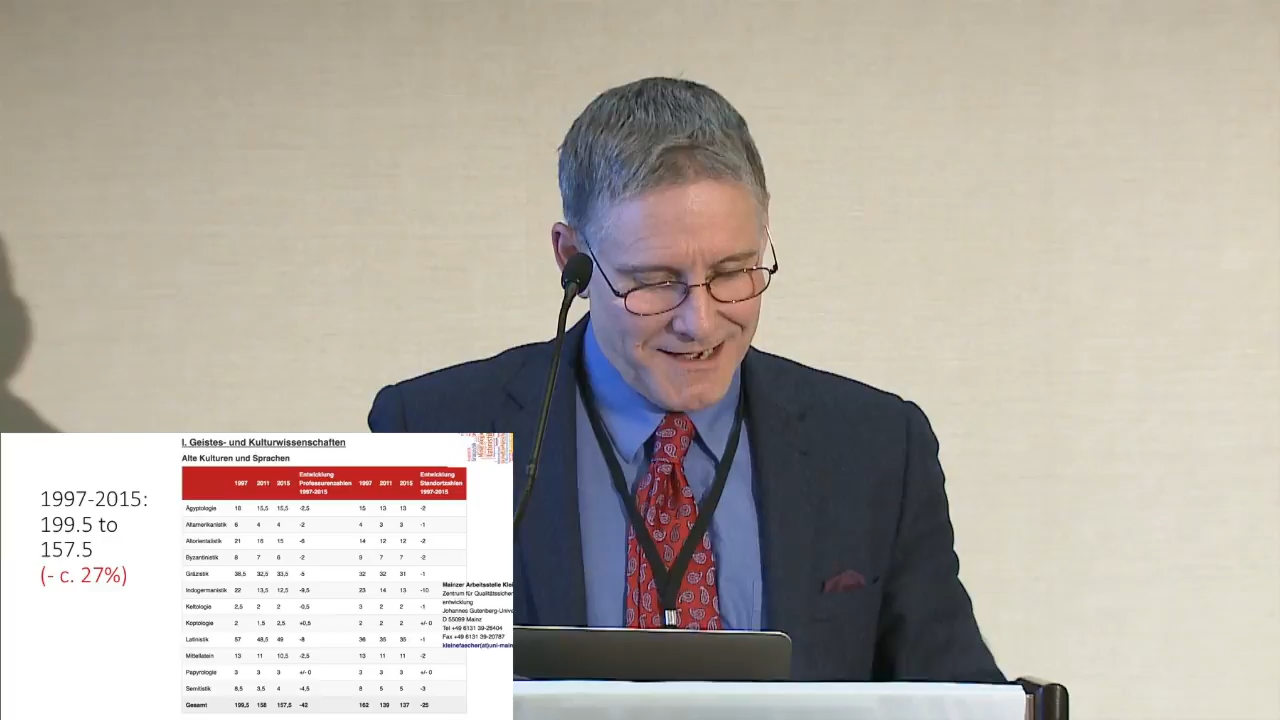 1997-2015:
199.5 to
157.5
(- c. 27%)
I. Geistes- und Kulturwissenschaften
Alte Kulturen und Sprachen
1997 2011 2015 Entwicklung Professurenzahlen 1997-2015 1997 2011 2015 Entwicklung Standortzahlen 1997-2015
Ägyptologie 18 15,5 15,5 -2,5 15 13 13 -2
Altamerikanistik 6 4 4 -2 4 3 3 -1
Altorientalistik 21 16 15 -6 14 12 12 -2
Byzantinistik 8 7 6 -2 9 7 7 -2
Gräzistik 38,5 32,5 33,5 -5 32 32 31 -1
Indogermanistik 22 13,5 12,5 -9,5 23 14 13 -10
Keltologie 2,5 2 2 -0,5 3 2 2 -1
Koptologie 2 1,5 2,5 +0,5 2 2 2 +/- 0
Latinistik 57 48,5 49 -8 36 35 35 -1
Mittellatein 13 11 10,5 -2,5 13 11 11 -2
Papyrologie 3 3 3 +/- 0 3 3 3 +/- 0
Semitistik 8,5 3,5 4 -4,5 8 5 5 -3
Gesamt 199,5 158 157,5 -42 162 139 137 -25
Mainzer Arbeitsstelle Klei
Zentrum für Qualitätssicher
entwicklung
Johannes Gutenberg-Unive
D 55099 Mainz
Tel +49 6131 39-26404
Fax +49 6131 39-20787
kleinefaecher(at)uni-main